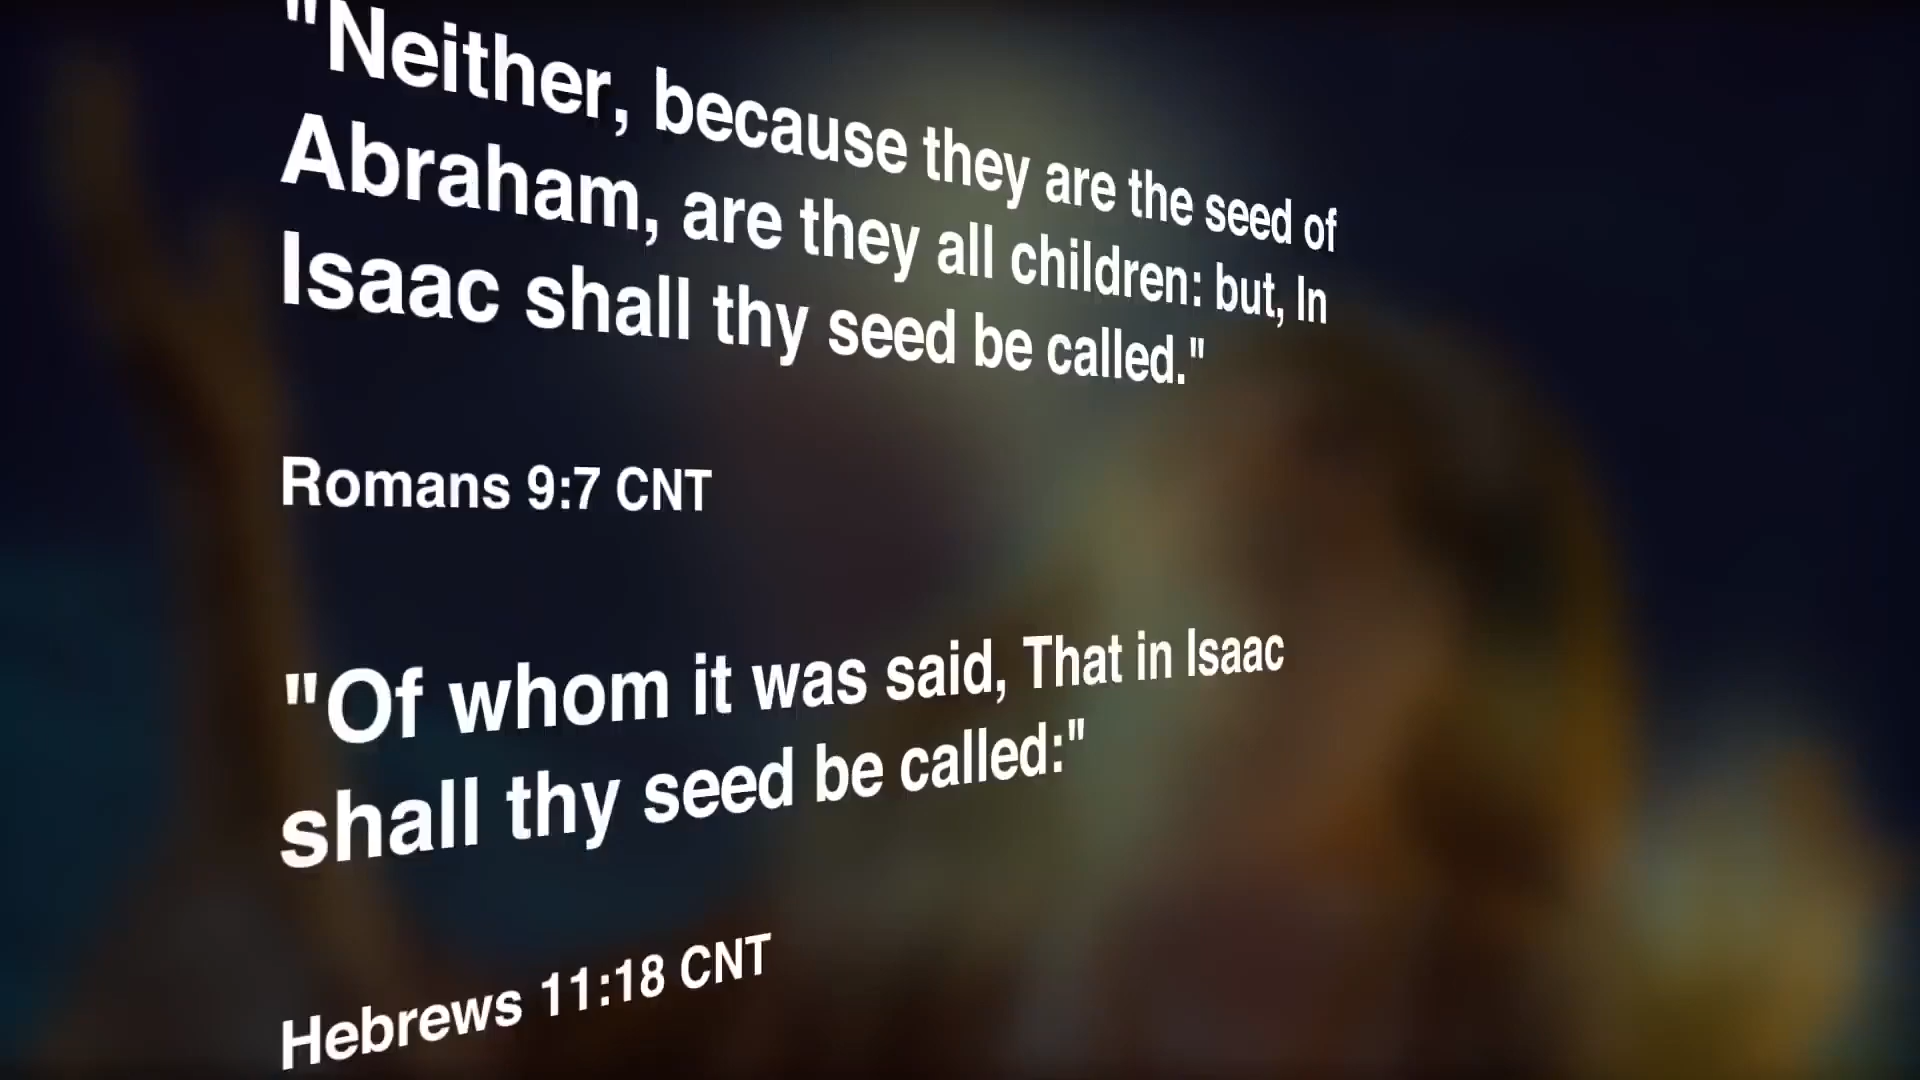 "Neither, because they are the seed of
Abraham, are they all children: but, In
Isaac shall thy seed be called."
Romans 9:7 CNT
"Of whom it was said, That in Isaac
shall thy seed be called:"
Hebrews 11:18 CNT